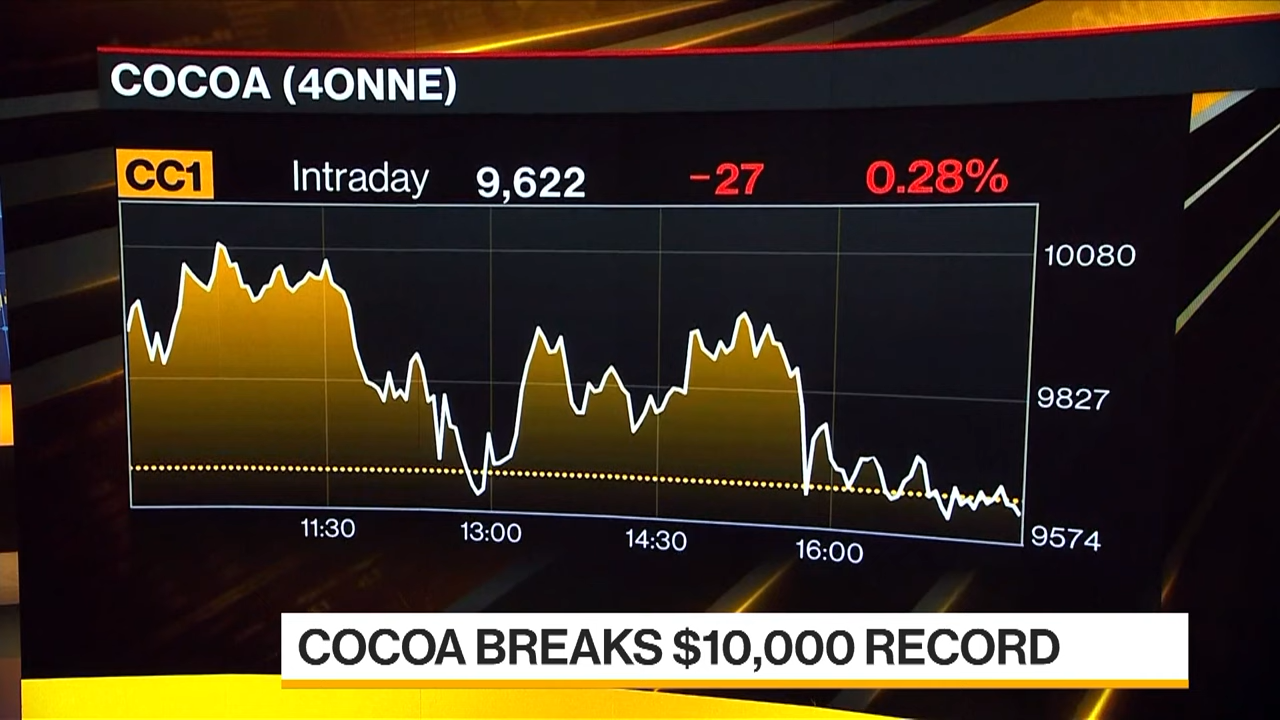 COCOA (4ONNE)
CC1 Intraday 9,622 -27 0.28%
10080
9827
9574
11:30 13:00 14:30 16:00
COCOA BREAKS $10,000 RECORD